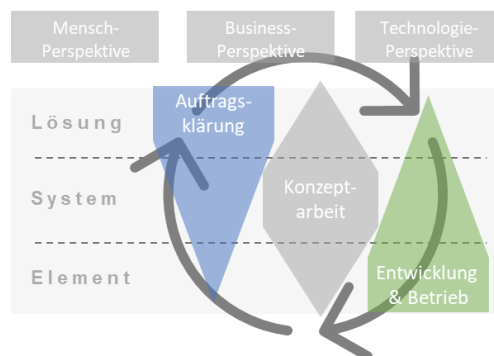 Mensch-
Perspektive
Business-
Perspektive
Technologie-
Perspektive
Lösung
Auftrags-
klärung
System
Konzept-
arbeit
Element
Entwicklung
& Betrieb